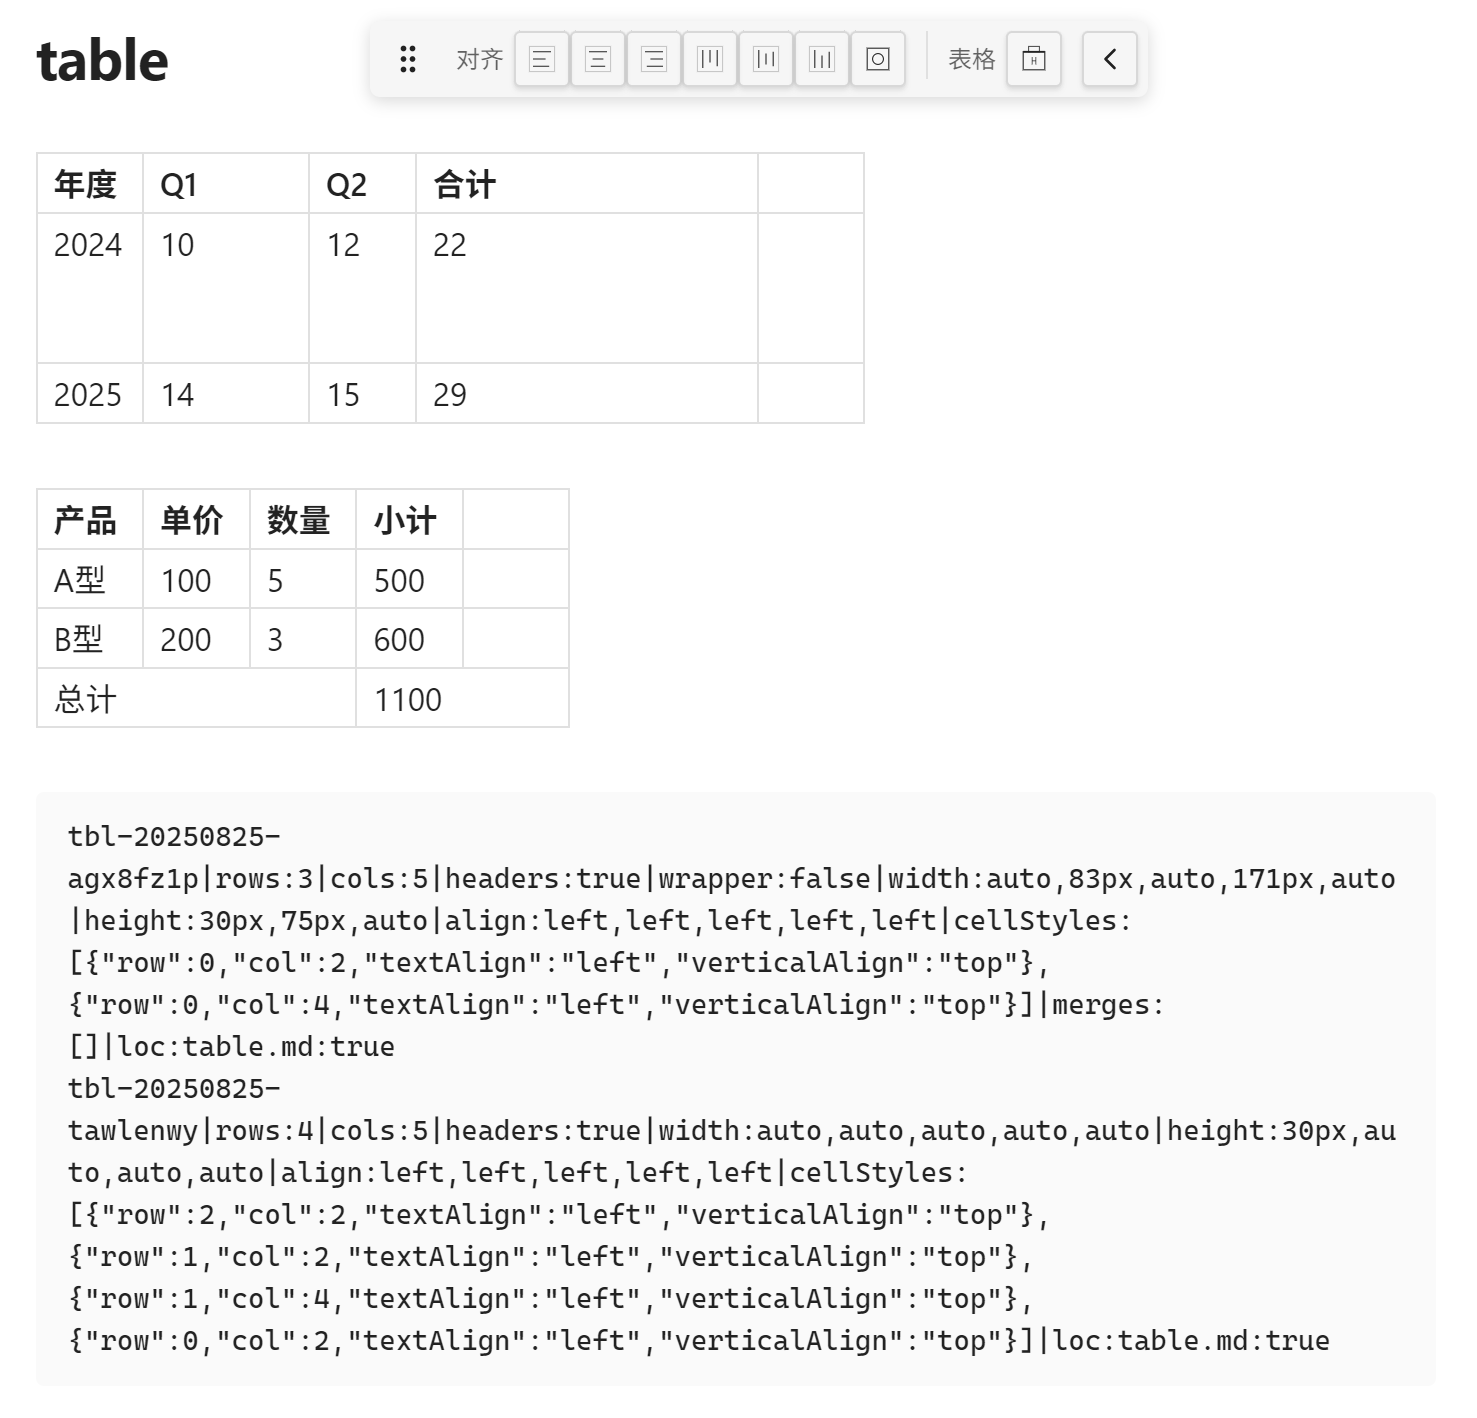 table
对齐 表格 H
年度 Q1 Q2 合计
2024 10 12 22
2025 14 15 29
产品 单价 数量 小计
A型 100 5 500
B型 200 3 600
总计 1100
tbl-20250825-
agx8fz1p|rows:3|cols:5|headers:true|wrapper:false|width:auto,83px,auto,171px,auto
|height:30px,75px,auto|align:left,left,left,left,left|cellStyles:
[{"row":0,"col":2,"textAlign":"left","verticalAlign":"top"},
{"row":0,"col":4,"textAlign":"left","verticalAlign":"top"}]|merges:
[]|loc:table.md:true
tbl-20250825-
tawlenwy|rows:4|cols:5|headers:true|width:auto,auto,auto,auto,auto|height:30px,au
to,auto,auto|align:left,left,left,left,left|cellStyles:
[{"row":2,"col":2,"textAlign":"left","verticalAlign":"top"},
{"row":1,"col":2,"textAlign":"left","verticalAlign":"top"},
{"row":1,"col":4,"textAlign":"left","verticalAlign":"top"},
{"row":0,"col":2,"textAlign":"left","verticalAlign":"top"}]|loc:table.md:true